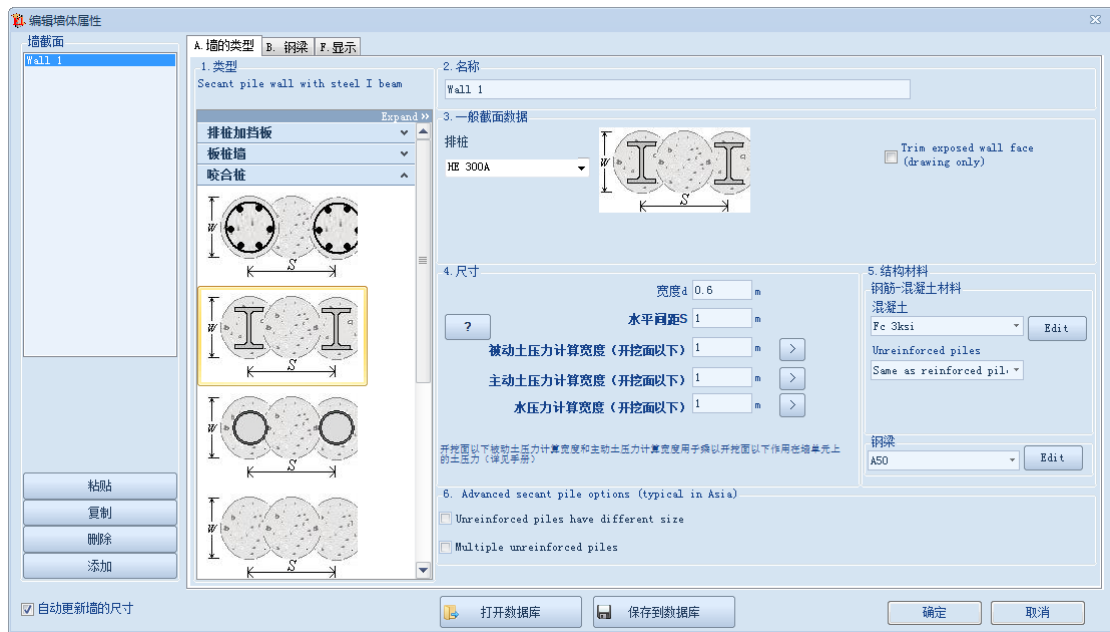 编辑墙体属性
墙截面
Wall 1
A.墙的类型
B. 钢梁
F.显示
1.类型
Secant pile wall with steel I beam
Expand »
排桩加挡板
板桩墙
咬合桩
W
S
W
S
W
S
W
S
2.名称
Wall 1
3.一般截面数据
排桩
HE 300A
W
S
Trim exposed wall face
(drawing only)
4.尺寸
宽度d 0.6 m
水平间距S 1 m
?
被动土压力计算宽度（开挖面以下） 1 m >
主动土压力计算宽度（开挖面以下） 1 m >
水压力计算宽度（开挖面以下） 1 m >
开挖面以下被动土压力计算宽度和主动土压力计算宽度用于乘以开挖面以下作用在墙单元上
的土压力（详见手册）
5.结构材料
钢筋-混凝土材料
混凝土
Fc 3ksi
Edit
Unreinforced piles
Same as reinforced pil
钢梁
A50
Edit
6. Advanced secant pile options (typical in Asia)
Unreinforced piles have different size
Multiple unreinforced piles
粘贴
复制
删除
添加
自动更新墙的尺寸
打开数据库
保存到数据库
确定
取消